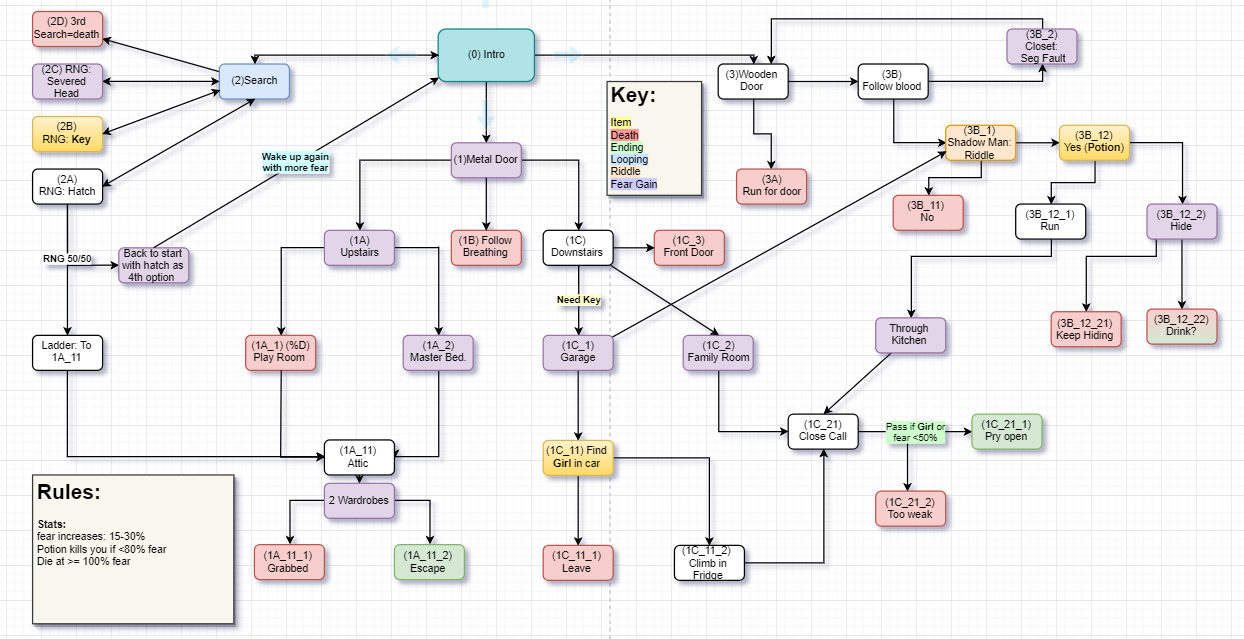 (2D) 3rd
Search=death
(2C) RNG:
Severed
Head
(2B)
RNG: Key
(2A)
RNG: Hatch
(2)Search
(0) Intro
Wake up again
with more fear
RNG 50/50
Back to start
with hatch as
4th option
Ladder: To
1A_11
(1)Metal Door
(1A)
Upstairs
(1B) Follow
Breathing
(1C)
Downstairs
(1C_3)
Front Door
Need Key
(1A_1) (%D)
Play Room
(1A_2)
Master Bed.
(1C_1)
Garage
(1C_2)
Family Room
(1A_11)
Attic
2 Wardrobes
(1A_11_1)
Grabbed
(1A_11_2)
Escape
(1C_11) Find
Girl in car
(1C_11_1)
Leave
(1C_11_2)
Climb in
Fridge
Key:
Item
Death
Ending
Looping
Riddle
Fear Gain
(3)Wooden
Door
(3A)
Run for door
(3B)
Follow blood
(3B_2)
Closet:
Seg Fault
(3B_1)
Shadow Man:
Riddle
(3B_11)
No
(3B_12)
Yes (Potion)
(3B_12_1)
Run
(3B_12_2)
Hide
(3B_12_21)
Keep Hiding
(3B_12_22)
Drink?
Through
Kitchen
(1C_21)
Close Call
Pass if Girl or
fear <50%
(1C_21_1)
Pry open
(1C_21_2)
Too weak
Rules:
Stats:
fear increases: 15-30%
Potion kills you if <80% fear
Die at >= 100% fear